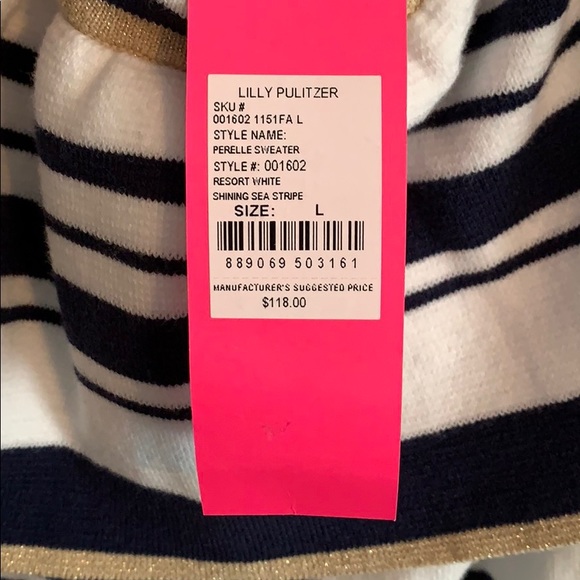 LILLY PULITZER
SKU #
001602 1151FA L
STYLE NAME:
PERELLE SWEATER
STYLE #: 001602
RESORT WHITE
SHINING SEA STRIPE
SIZE: L
889069 503161
MANUFACTURER'S SUGGESTED PRICE
$118.00